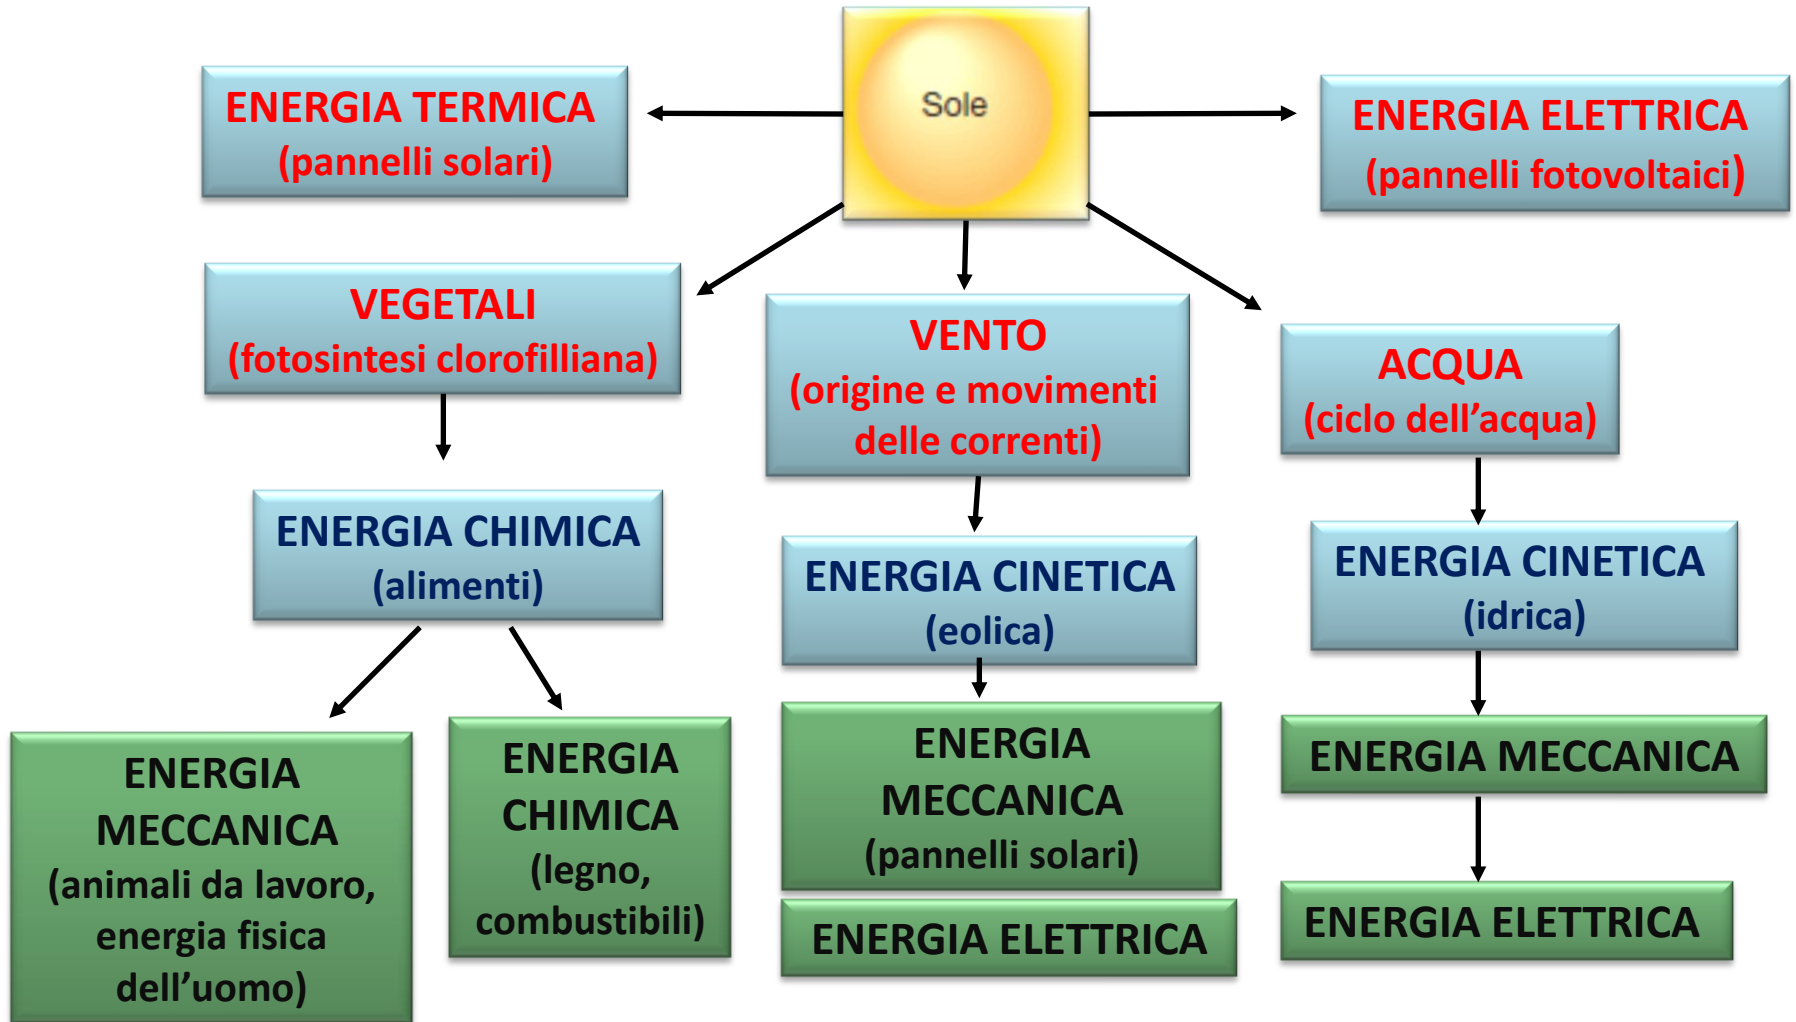 Sole
ENERGIA TERMICA
(pannelli solari)
ENERGIA ELETTRICA
(pannelli fotovoltaici)
VEGETALI
(fotosintesi clorofilliana)
VENTO
(origine e movimenti
delle correnti)
ACQUA
(ciclo dell’acqua)
ENERGIA CHIMICA
(alimenti)
ENERGIA CINETICA
(eolica)
ENERGIA CINETICA
(idrica)
ENERGIA
MECCANICA
(animali da lavoro,
energia fisica
dell’uomo)
ENERGIA
CHIMICA
(legno,
combustibili)
ENERGIA
MECCANICA
(pannelli solari)
ENERGIA ELETTRICA
ENERGIA MECCANICA
ENERGIA ELETTRICA